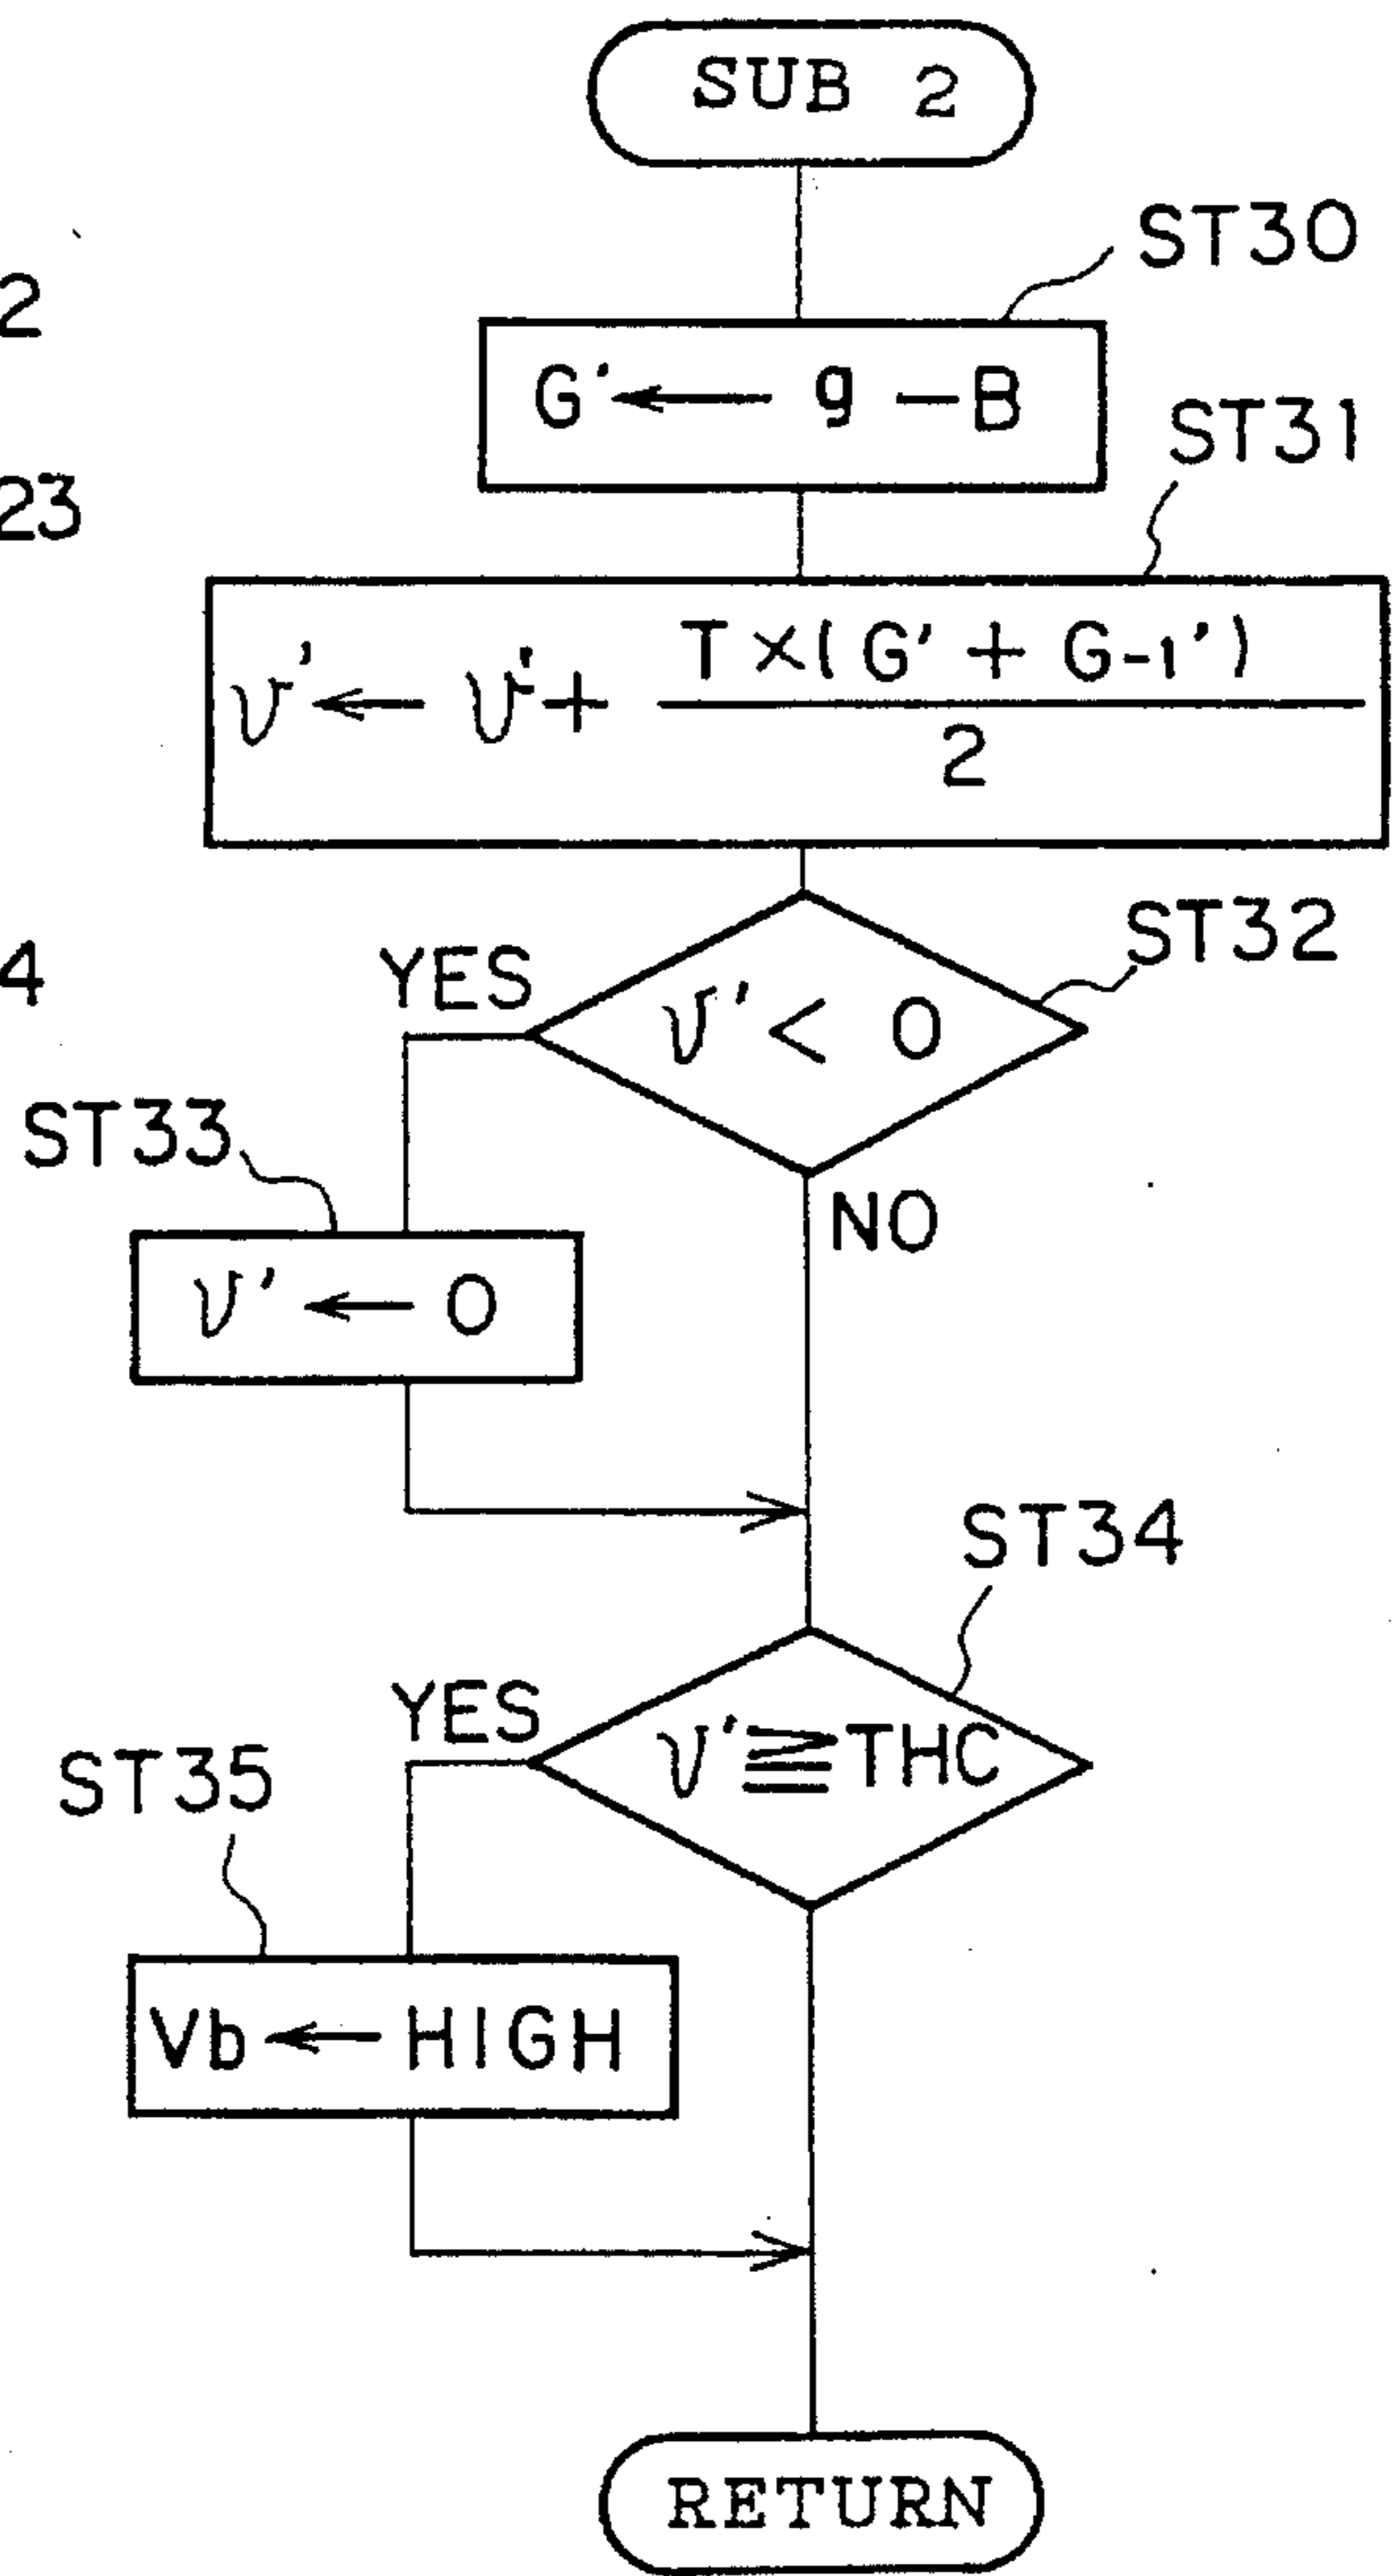 SUB 2
ST30
2
G' ← g − B
ST31
23
v' ← v' + T×(G' + G-1') / 2
ST32
YES
4
v' < 0
ST33
NO
v' ← 0
ST34
YES
v' ≧ THC
ST35
Vb ← HIGH
RETURN